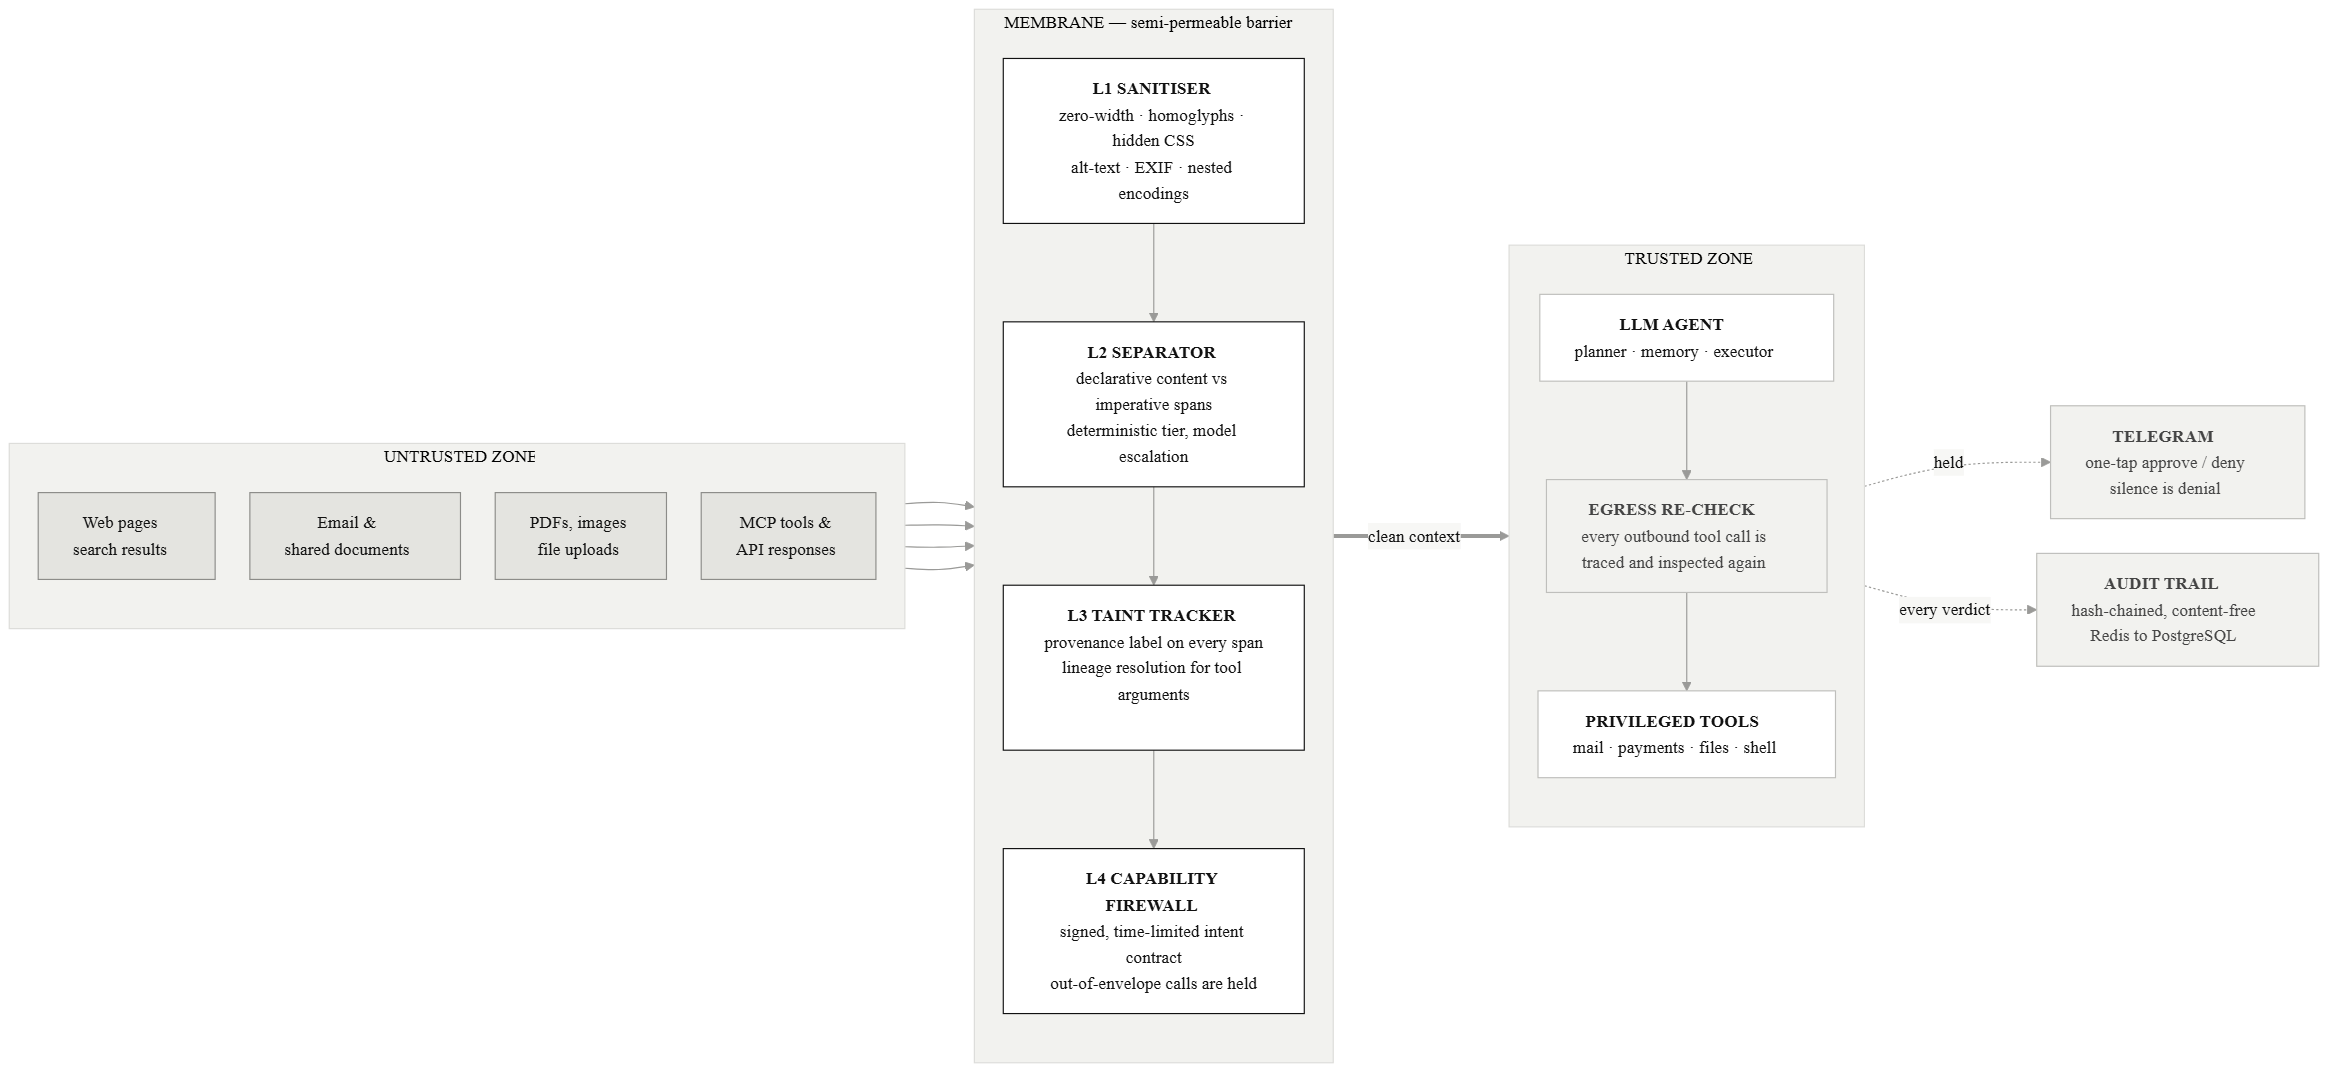 UNTRUSTED ZONE
Web pages
search results
Email &
shared documents
PDFs, images
file uploads
MCP tools &
API responses
MEMBRANE — semi-permeable barrier
L1 SANITISER
zero-width · homoglyphs ·
hidden CSS
alt-text · EXIF · nested
encodings
L2 SEPARATOR
declarative content vs
imperative spans
deterministic tier, model
escalation
L3 TAINT TRACKER
provenance label on every span
lineage resolution for tool
arguments
L4 CAPABILITY
FIREWALL
signed, time-limited intent
contract
out-of-envelope calls are held
clean context
TRUSTED ZONE
LLM AGENT
planner · memory · executor
EGRESS RE-CHECK
every outbound tool call is
traced and inspected again
PRIVILEGED TOOLS
mail · payments · files · shell
held
every verdict
TELEGRAM
one-tap approve / deny
silence is denial
AUDIT TRAIL
hash-chained, content-free
Redis to PostgreSQL